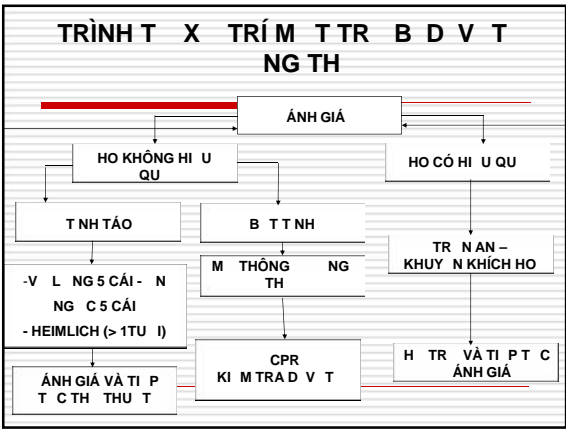 TRÌNH T X TRÍ M T TR B D V T
NG TH
ÁNH GIÁ
HO KHÔNG HI U
QU
HO CÓ HI U QU
T NH TÁO
B T T NH
TR N AN –
KHUY N KHÍCH HO
-V L NG 5 CÁI - N
NG C 5 CÁI
- HEIMLICH (> 1TU I)
M THÔNG NG
TH
ÁNH GIÁ VÀ TI P
T C TH THU T
CPR
KI M TRA D V T
H TR VÀ TI P T C
ÁNH GIÁ